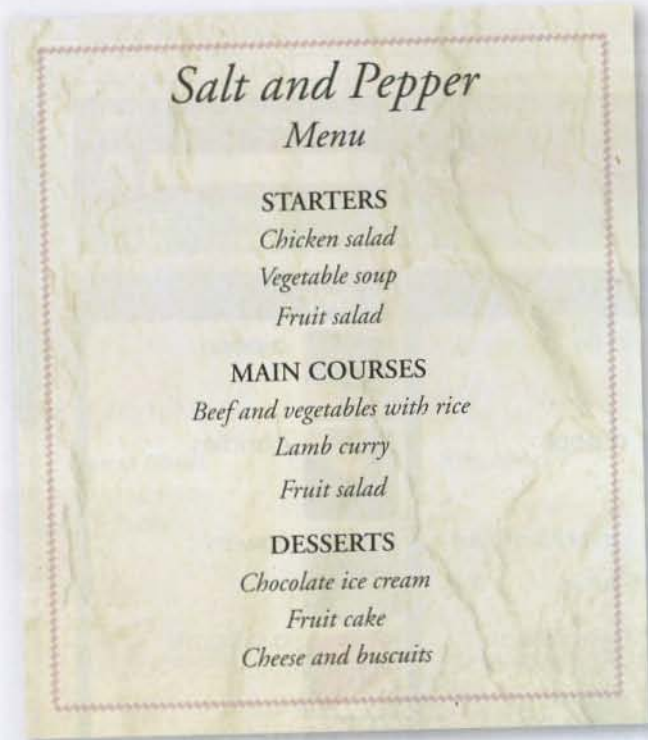 Salt and Pepper
Menu
STARTERS
Chicken salad
Vegetable soup
Fruit salad
MAIN COURSES
Beef and vegetables with rice
Lamb curry
Fruit salad
DESSERTS
Chocolate ice cream
Fruit cake
Cheese and buscuits